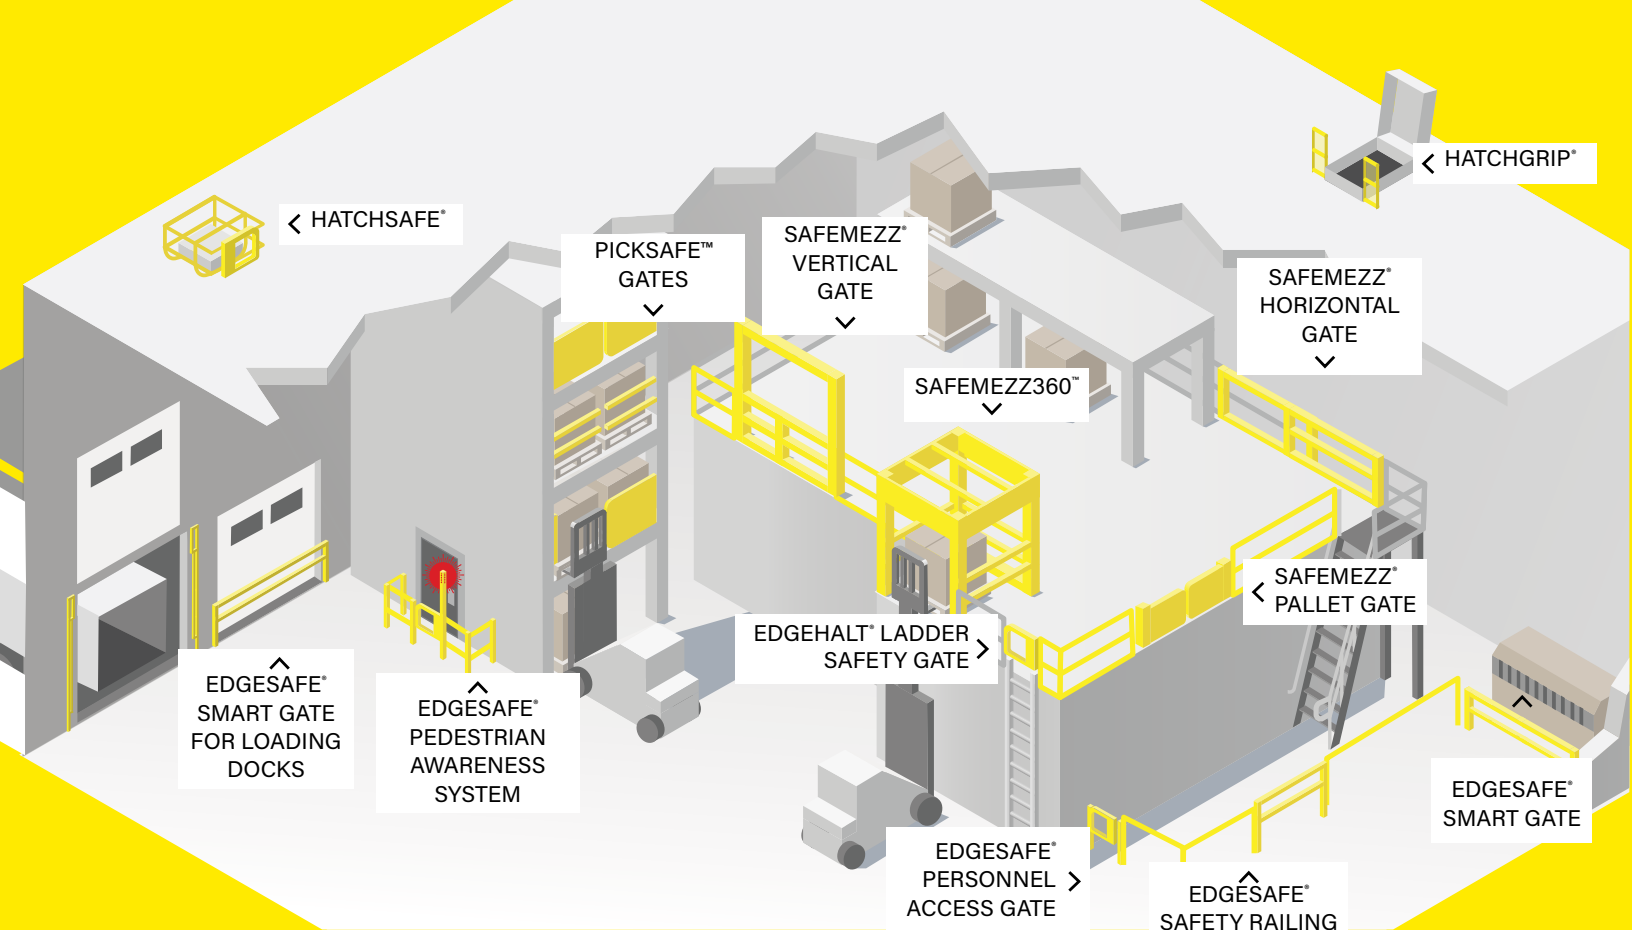 HATCHGRIP®
HATCHSAFE®
PICKSAFE™
GATES
SAFEMEZZ®
VERTICAL
GATE
SAFEMEZZ®
HORIZONTAL
GATE
SAFEMEZZ360™
SAFEMEZZ®
PALLET GATE
EDGEHALT® LADDER
SAFETY GATE
EDGESAFE®
SMART GATE
FOR LOADING
DOCKS
EDGESAFE®
PEDESTRIAN
AWARENESS
SYSTEM
EDGESAFE®
SMART GATE
EDGESAFE®
PERSONNEL
ACCESS GATE
EDGESAFE®
SAFETY RAILING